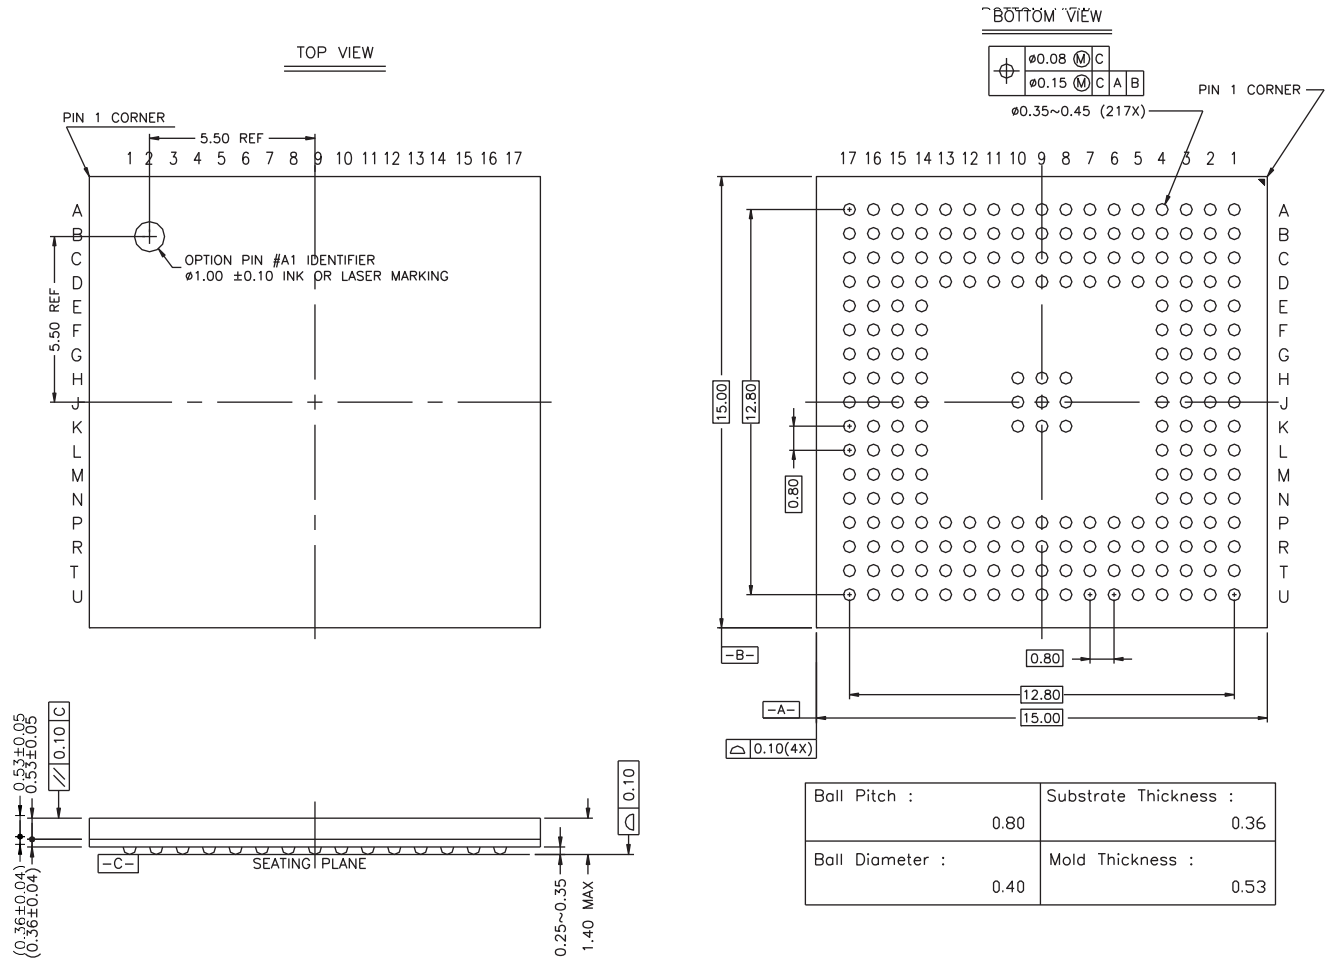 TOP VIEW
PIN 1 CORNER
5.50 REF
1 2 3 4 5 6 7 8 9 10 11 12 13 14 15 16 17
A
B
C
D
E
F
G
H
J
K
L
M
N
P
R
T
U
5.50 REF
OPTION PIN #A1 IDENTIFIER
ø1.00 ±0.10 INK OR LASER MARKING
BOTTOM VIEW
ø0.08 Ⓜ C
ø0.15 Ⓜ C A B
ø0.35~0.45 (217X)
PIN 1 CORNER
17 16 15 14 13 12 11 10 9 8 7 6 5 4 3 2 1
A
B
C
D
E
F
G
H
J
K
L
M
N
P
R
T
U
15.00
12.80
0.80
-B-
0.80
12.80
-A-
15.00
0.10(4X)
0.53±0.05
0.53±0.05
// 0.10 C
(0.36±0.04)
(0.36±0.04)
-C-
SEATING PLANE
0.25~0.35
1.40 MAX
0.10
Ball Pitch :
0.80
Substrate Thickness :
0.36
Ball Diameter :
0.40
Mold Thickness :
0.53